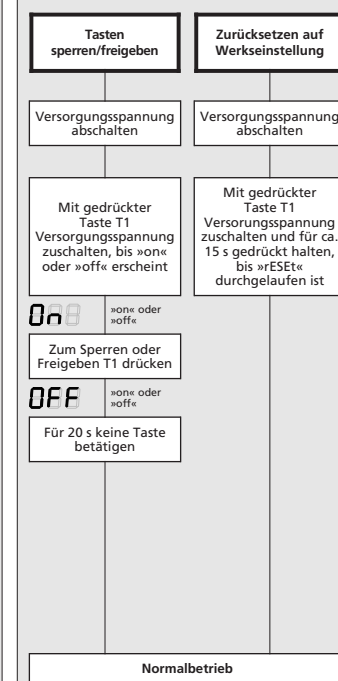 Tasten
sperren/freigeben
Versorgungsspannung
abschalten
Mit gedrückter
Taste T1
Versorgungsspannung
zuschalten, bis »on«
oder »off« erscheint
On
»on« oder
»off«
Zum Sperren oder
Freigeben T1 drücken
OFF
»on« oder
»off«
Für 20 s keine Taste
betätigen
Zurücksetzen auf
Werkseinstellung
Versorgungsspannung
abschalten
Mit gedrückter
Taste T1
Versorungsspannung
zuschalten und für ca.
15 s gedrückt halten,
bis »rESEt«
durchgelaufen ist
Normalbetrieb